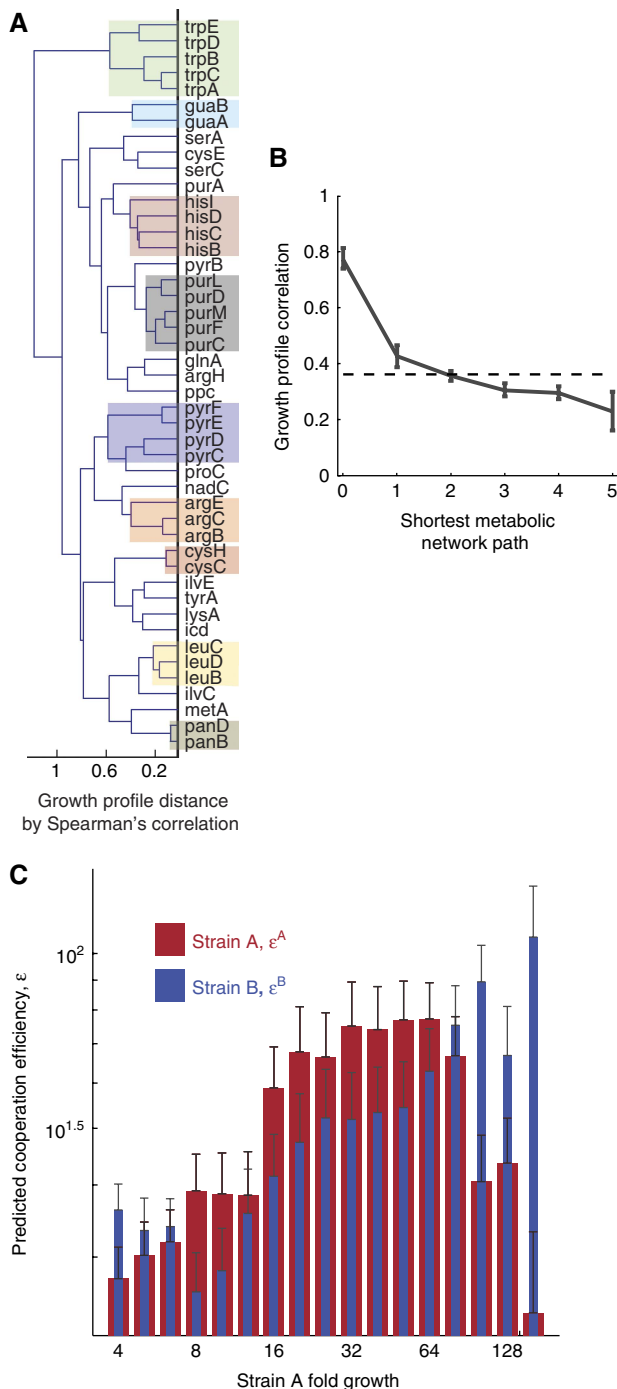 A
trpE
trpD
trpB
trpC
trpA
guaB
guaA
serA
cysE
serC
purA
hisI
hisD
hisC
hisB
pyrB
purL
purD
purM
purF
purC
glnA
argH
ppc
pyrF
pyrE
pyrD
pyrC
proC
nadC
argE
argC
argB
cysH
cysC
ilvE
tyrA
lysA
icd
leuC
leuD
leuB
ilvC
metA
panD
panB
1 0.6 0.2
Growth profile distance
by Spearman's correlation
B
1
0.8
0.6
0.4
0.2
0
Growth profile correlation
0 1 2 3 4 5
Shortest metabolic
network path
C
Strain A, ε^A
Strain B, ε^B
10^2
10^1.5
Predicted cooperation efficiency, ε
4 8 16 32 64 128
Strain A fold growth